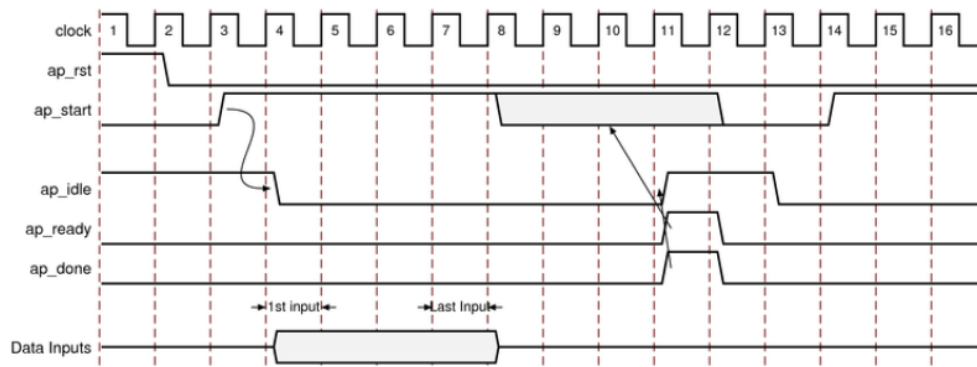 clock 1 2 3 4 5 6 7 8 9 10 11 12 13 14 15 16
ap_rst
ap_start
ap_idle
ap_ready
ap_done
1st input Last Input
Data Inputs